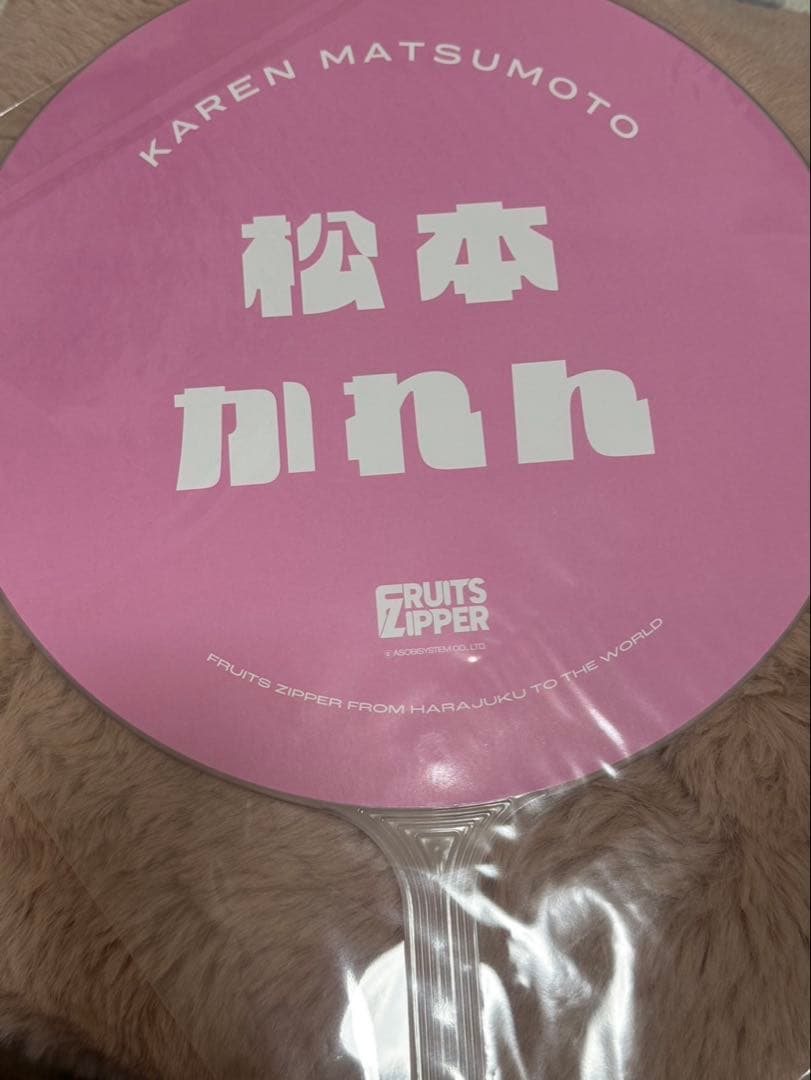 KAREN MATSUMOTO
松本
かれん
FRUITS
ZIPPER
© ASOBISYSTEM CO., LTD.
FRUITS ZIPPER FROM HARAJUKU TO THE WORLD